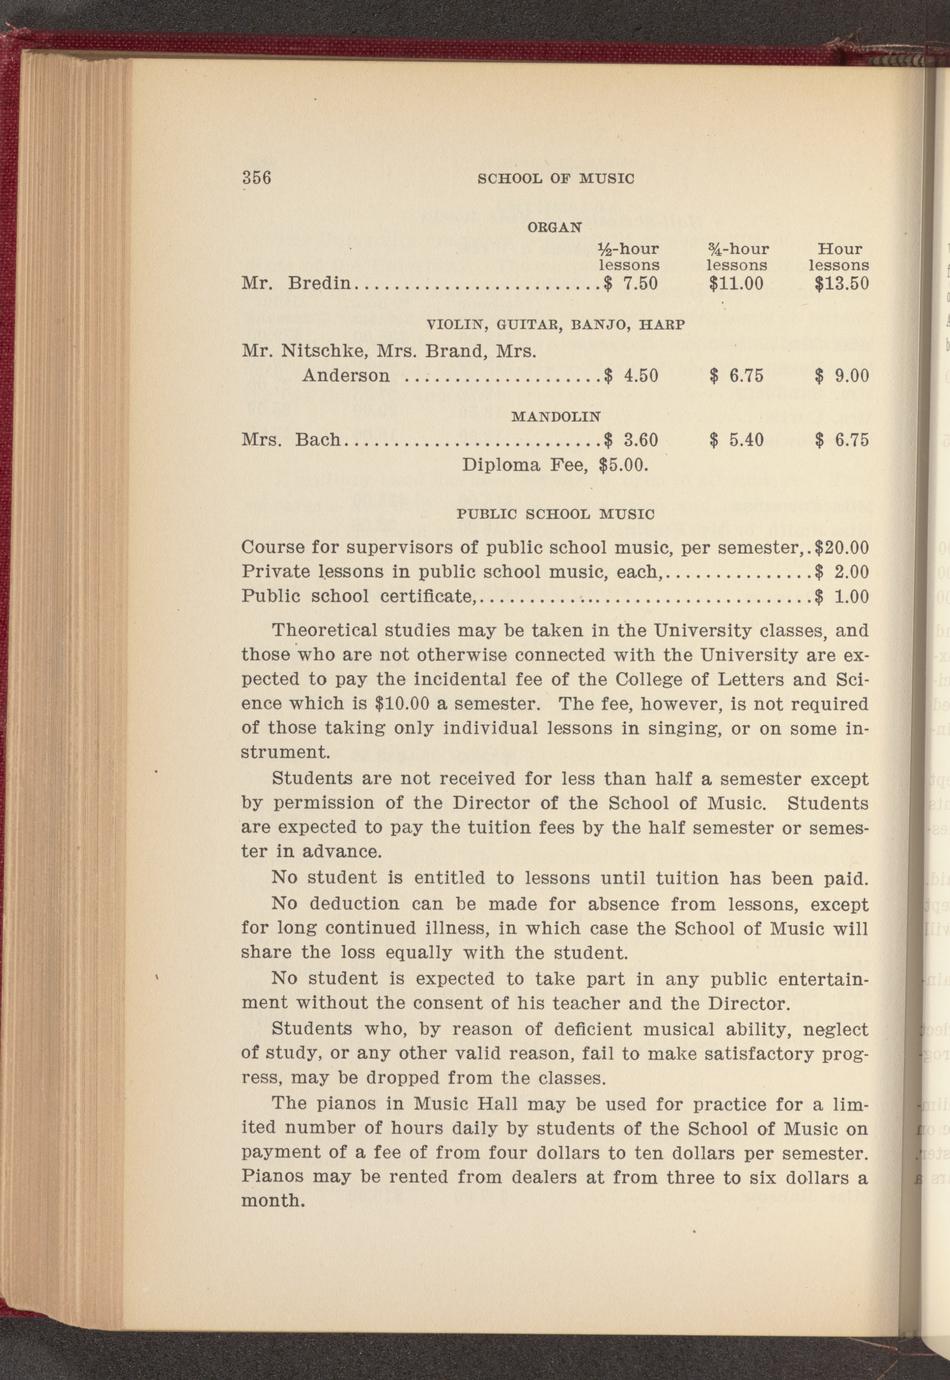 356 SCHOOL OF MUSIC
ORGAN
½-hour ¾-hour Hour
lessons lessons lessons
Mr. Bredin.........................$ 7.50 $11.00 $13.50
VIOLIN, GUITAR, BANJO, HARP
Mr. Nitschke, Mrs. Brand, Mrs.
Anderson ....................$ 4.50 $ 6.75 $ 9.00
MANDOLIN
Mrs. Bach..........................$ 3.60 $ 5.40 $ 6.75
Diploma Fee, $5.00.
PUBLIC SCHOOL MUSIC
Course for supervisors of public school music, per semester,.$20.00
Private lessons in public school music, each,...............$ 2.00
Public school certificate,..................................$ 1.00
Theoretical studies may be taken in the University classes, and
those who are not otherwise connected with the University are ex-
pected to pay the incidental fee of the College of Letters and Sci-
ence which is $10.00 a semester. The fee, however, is not required
of those taking only individual lessons in singing, or on some in-
strument.
Students are not received for less than half a semester except
by permission of the Director of the School of Music. Students
are expected to pay the tuition fees by the half semester or semes-
ter in advance.
No student is entitled to lessons until tuition has been paid.
No deduction can be made for absence from lessons, except
for long continued illness, in which case the School of Music will
share the loss equally with the student.
No student is expected to take part in any public entertain-
ment without the consent of his teacher and the Director.
Students who, by reason of deficient musical ability, neglect
of study, or any other valid reason, fail to make satisfactory prog-
ress, may be dropped from the classes.
The pianos in Music Hall may be used for practice for a lim-
ited number of hours daily by students of the School of Music on
payment of a fee of from four dollars to ten dollars per semester.
Pianos may be rented from dealers at from three to six dollars a
month.